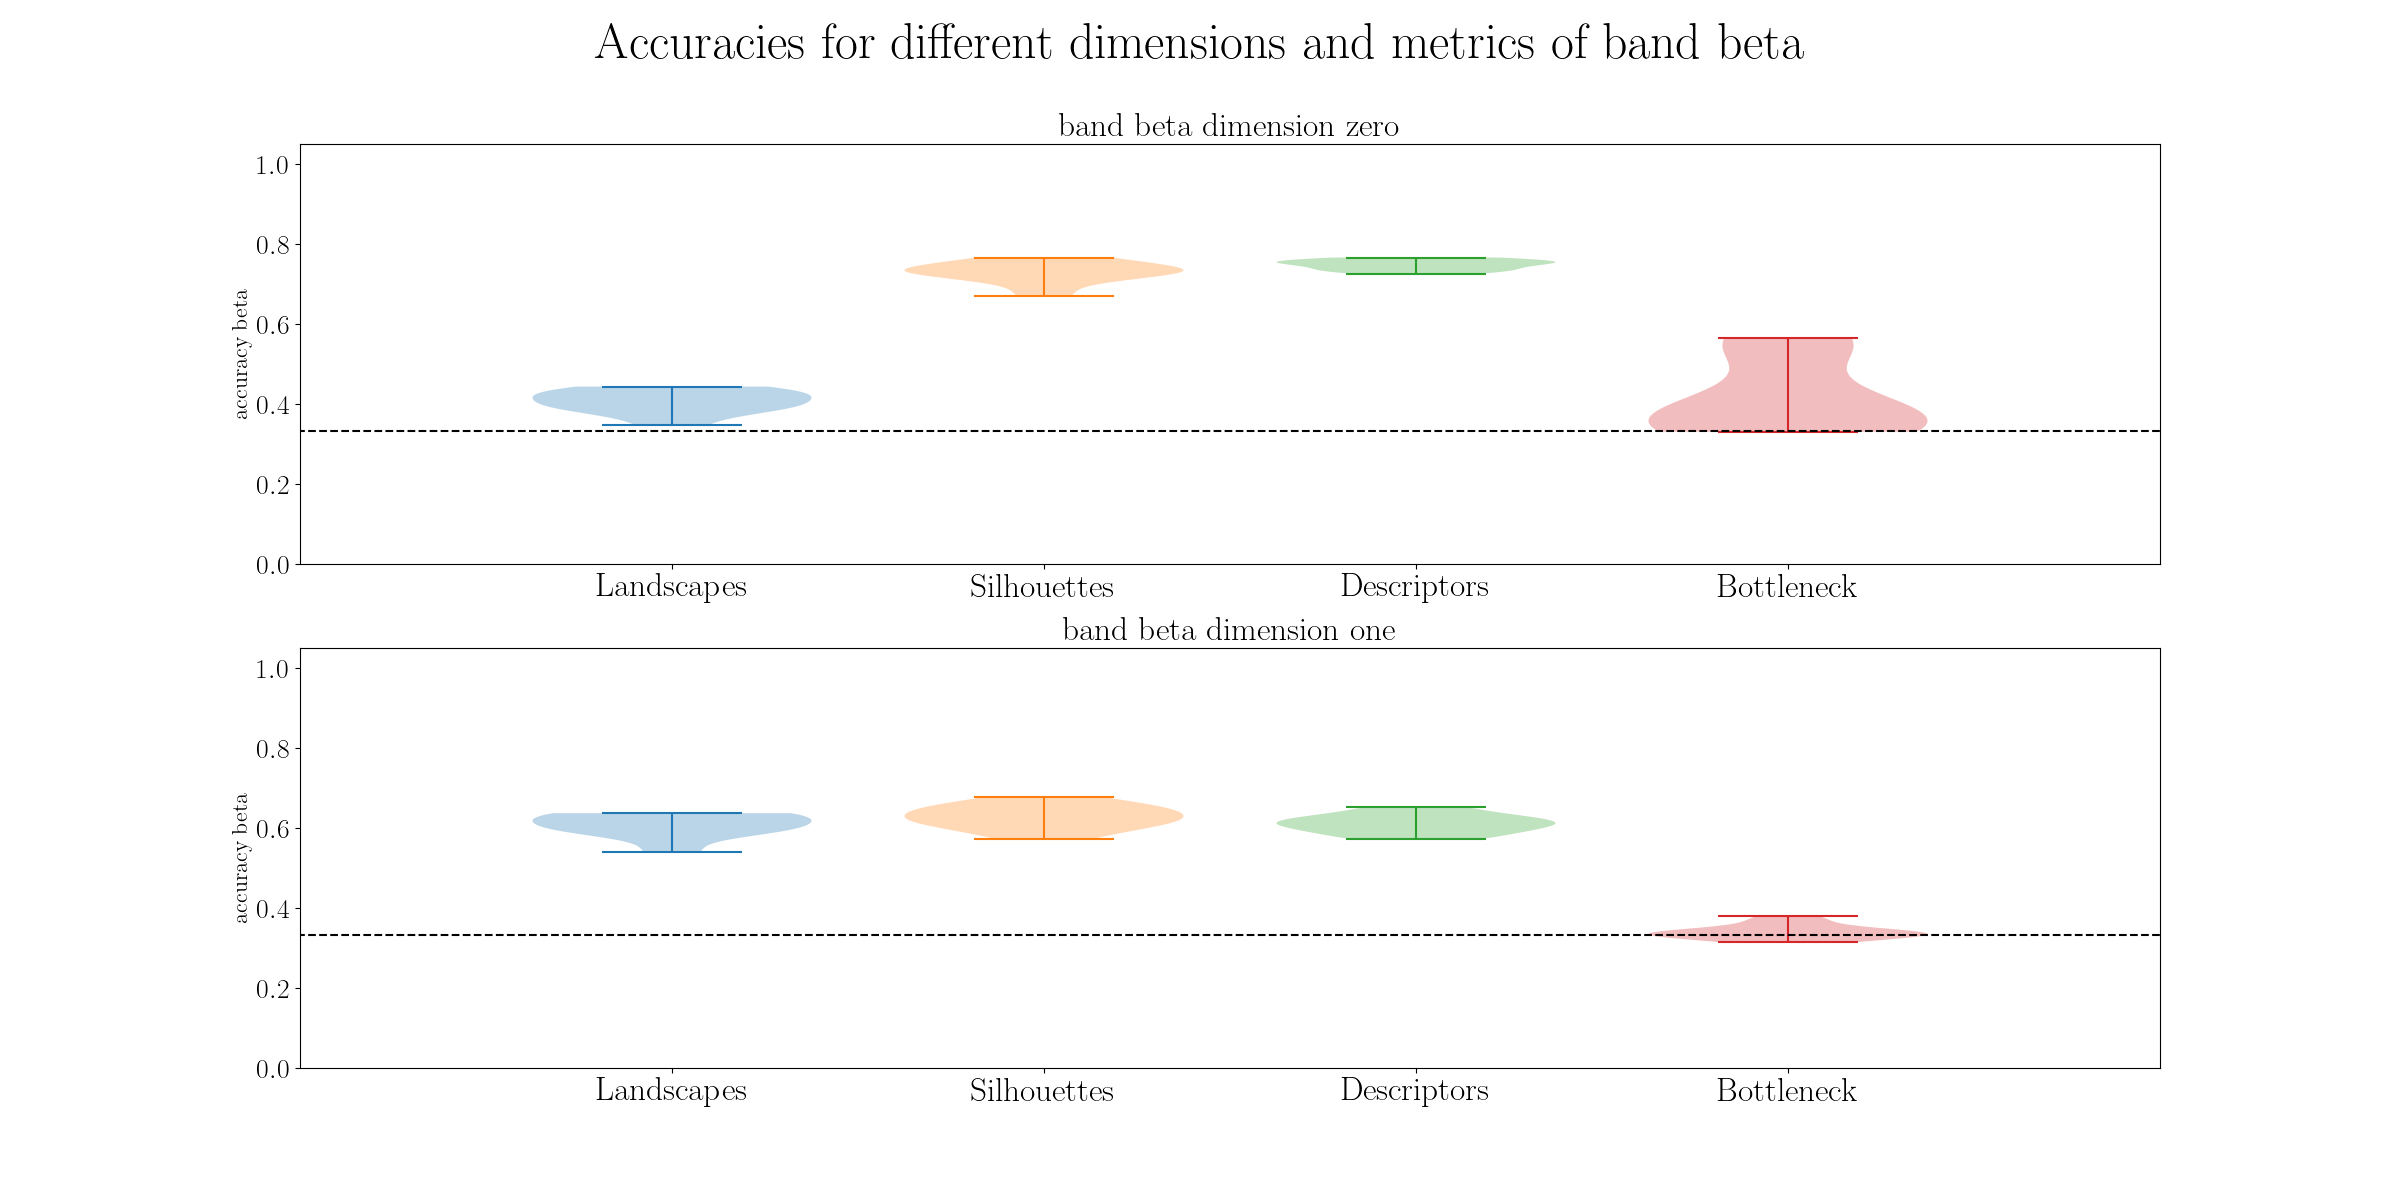 Accuracies for different dimensions and metrics of band beta
band beta dimension zero
accuracy beta
1.0
0.8
0.6
0.4
0.2
0.0
Landscapes Silhouettes Descriptors Bottleneck
band beta dimension one
accuracy beta
1.0
0.8
0.6
0.4
0.2
0.0
Landscapes Silhouettes Descriptors Bottleneck